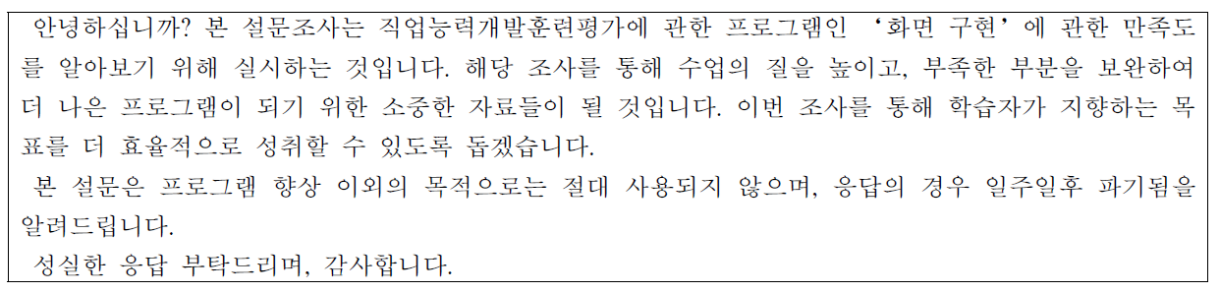 안녕하십니까? 본 설문조사는 직업능력개발훈련평가에 관한 프로그램인 ‘화면 구현’에 관한 만족도
를 알아보기 위해 실시하는 것입니다. 해당 조사를 통해 수업의 질을 높이고, 부족한 부분을 보완하여
더 나은 프로그램이 되기 위한 소중한 자료들이 될 것입니다. 이번 조사를 통해 학습자가 지향하는 목
표를 더 효율적으로 성취할 수 있도록 돕겠습니다.
본 설문은 프로그램 향상 이외의 목적으로는 절대 사용되지 않으며, 응답의 경우 일주일후 파기됨을
알려드립니다.
성실한 응답 부탁드리며, 감사합니다.